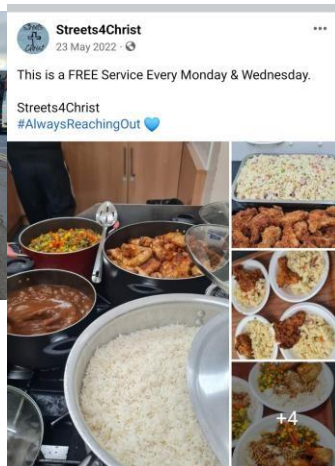 Streets4Christ
23 May 2022 ·
This is a FREE Service Every Monday & Wednesday.
Streets4Christ
#AlwaysReachingOut 💙
+4